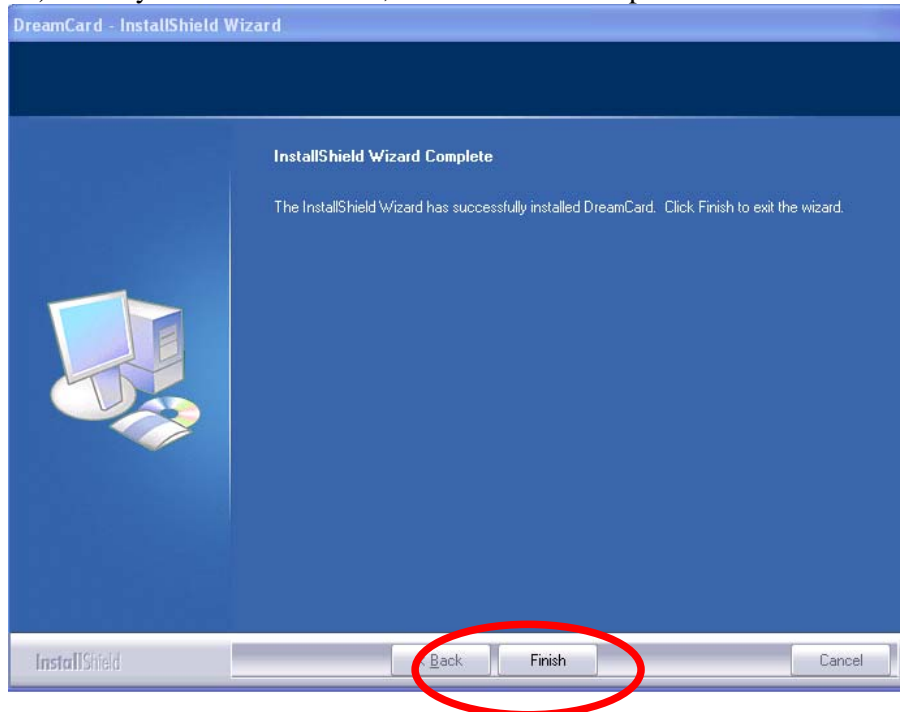 DreamCard - InstallShield Wizard
InstallShield Wizard Complete
The InstallShield Wizard has successfully installed DreamCard. Click Finish to exit the wizard.
InstallShield
Back Finish Cancel